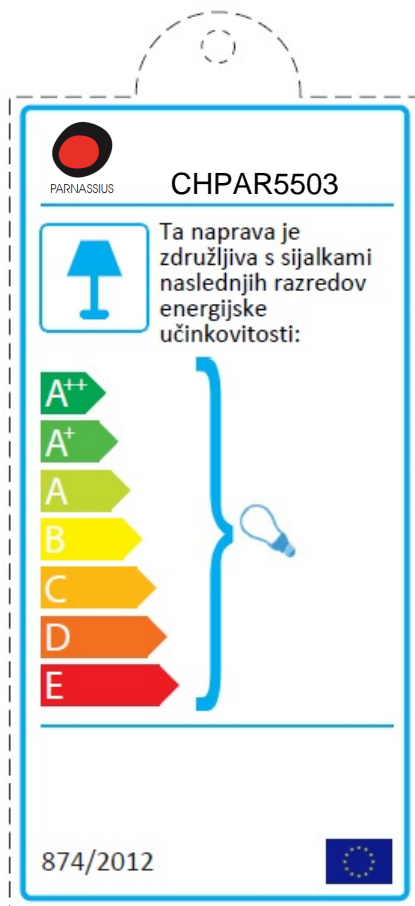 PARNASSIUS
CHPAR5503
Ta naprava je
združljiva s sijalkami
naslednjih razredov
energijske
učinkovitosti:
A++
A+
A
B
C
D
E
874/2012